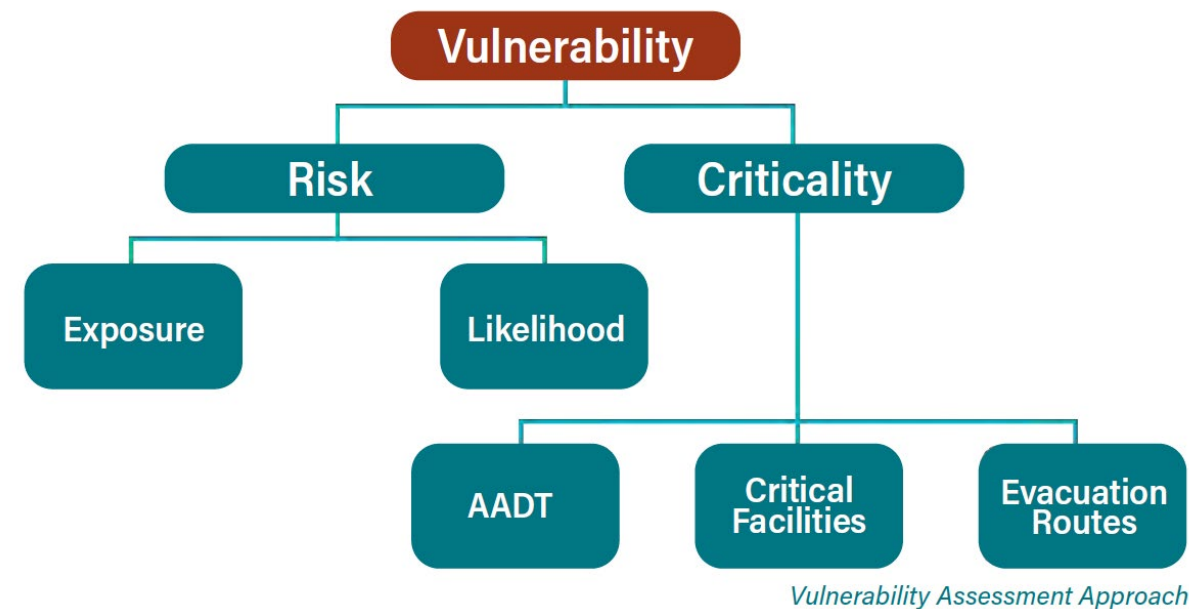 Vulnerability
Risk
Criticality
Exposure
Likelihood
AADT
Critical
Facilities
Evacuation
Routes
Vulnerability Assessment Approach